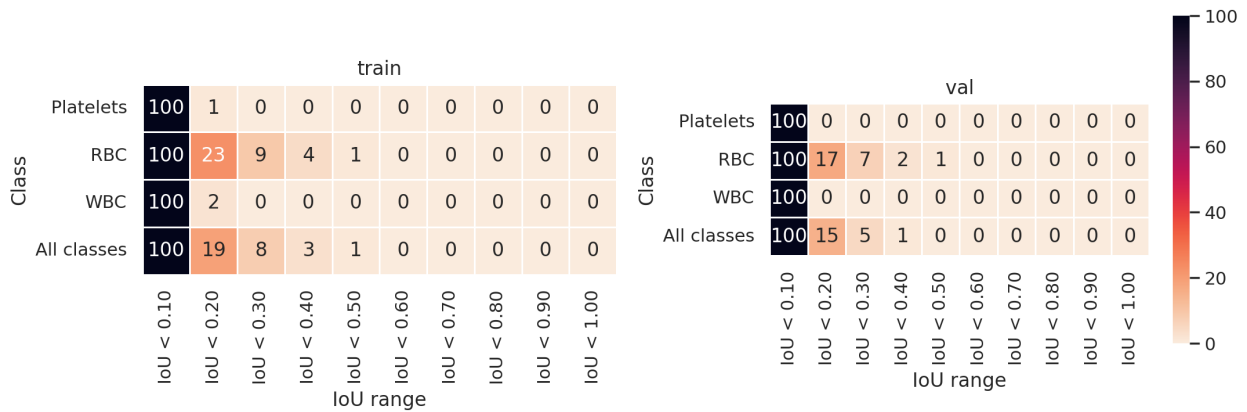 train
Platelets 100 1 0 0 0 0 0 0 0 0
RBC 100 23 9 4 1 0 0 0 0 0
WBC 100 2 0 0 0 0 0 0 0 0
All classes 100 19 8 3 1 0 0 0 0 0
Class
IoU < 0.10
IoU < 0.20
IoU < 0.30
IoU < 0.40
IoU < 0.50
IoU < 0.60
IoU < 0.70
IoU < 0.80
IoU < 0.90
IoU < 1.00
IoU range
val
Platelets 100 0 0 0 0 0 0 0 0 0
RBC 100 17 7 2 1 0 0 0 0 0
WBC 100 0 0 0 0 0 0 0 0 0
All classes 100 15 5 1 0 0 0 0 0 0
Class
IoU < 0.10
IoU < 0.20
IoU < 0.30
IoU < 0.40
IoU < 0.50
IoU < 0.60
IoU < 0.70
IoU < 0.80
IoU < 0.90
IoU < 1.00
IoU range
100
80
60
40
20
0